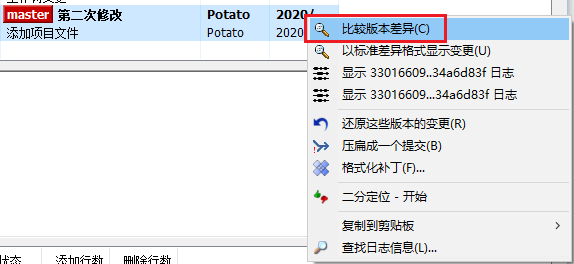 master 第二次修改 Potato 2020/
添加项目文件 Potato 2020
比较版本差异(C)
以标准差异格式显示变更(U)
显示 33016609..34a6d83f 日志
显示 33016609...34a6d83f 日志
还原这些版本的变更(R)
压扁成一个提交(B)
格式化补丁(F)...
二分定位 - 开始
复制到剪贴板
查找日志信息(L)...
状态 添加行数 删除行数